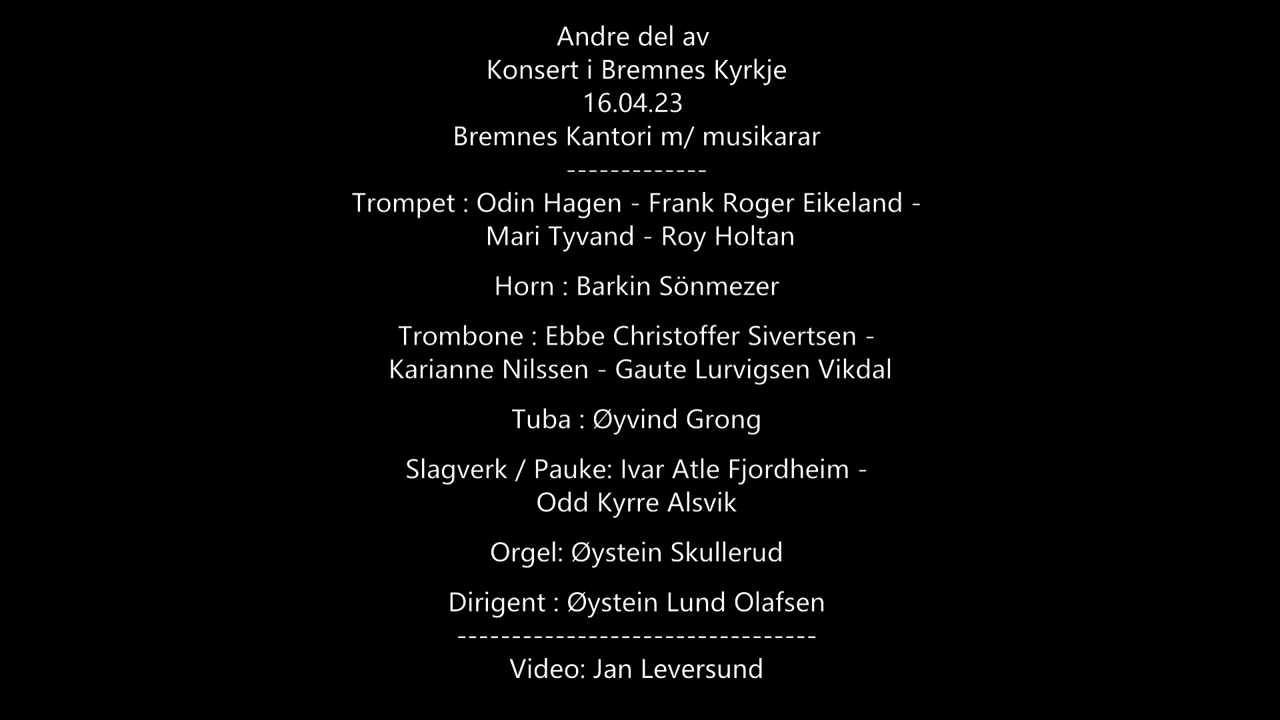 Andre del av
Konsert i Bremnes Kyrkje
16.04.23
Bremnes Kantori m/ musikarar
-------------
Trompet : Odin Hagen - Frank Roger Eikeland -
Mari Tyvand - Roy Holtan
Horn : Barkin Sönmezer
Trombone : Ebbe Christoffer Sivertsen -
Karianne Nilssen - Gaute Lurvigsen Vikdal
Tuba : Øyvind Grong
Slagverk / Pauke: Ivar Atle Fjordheim -
Odd Kyrre Alsvik
Orgel: Øystein Skullerud
Dirigent : Øystein Lund Olafsen
---------------------------------
Video: Jan Leversund